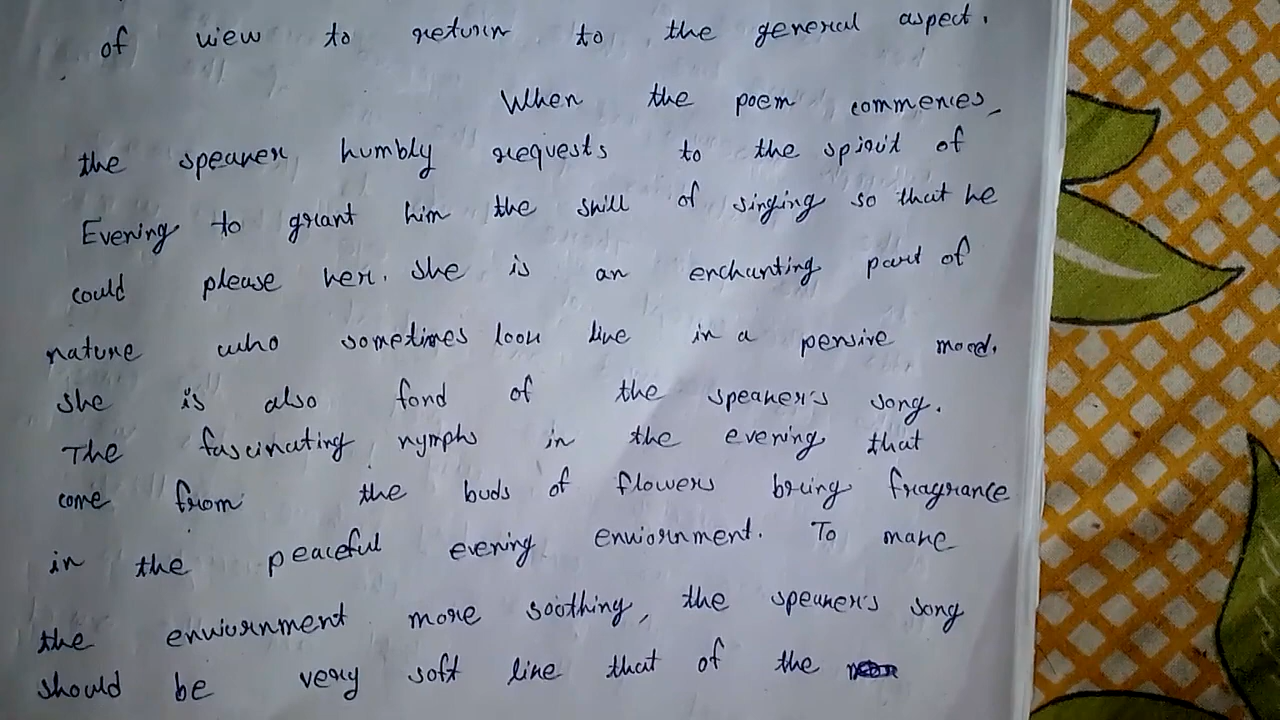 of view to return to the general aspect.
When the poem commences,
the speaker humbly requests to the spirit of
Evening to grant him the skill of singing so that he
could please her. She is an enchanting part of
nature who sometimes look like in a pensive mood.
She is also fond of the speaker's song.
The fascinating nymphs in the evening that
come from the buds of flowers bring fragrance
in the peaceful evening enviornment. To make
the enviornment more soothing, the speaker's song
should be very soft like that of the